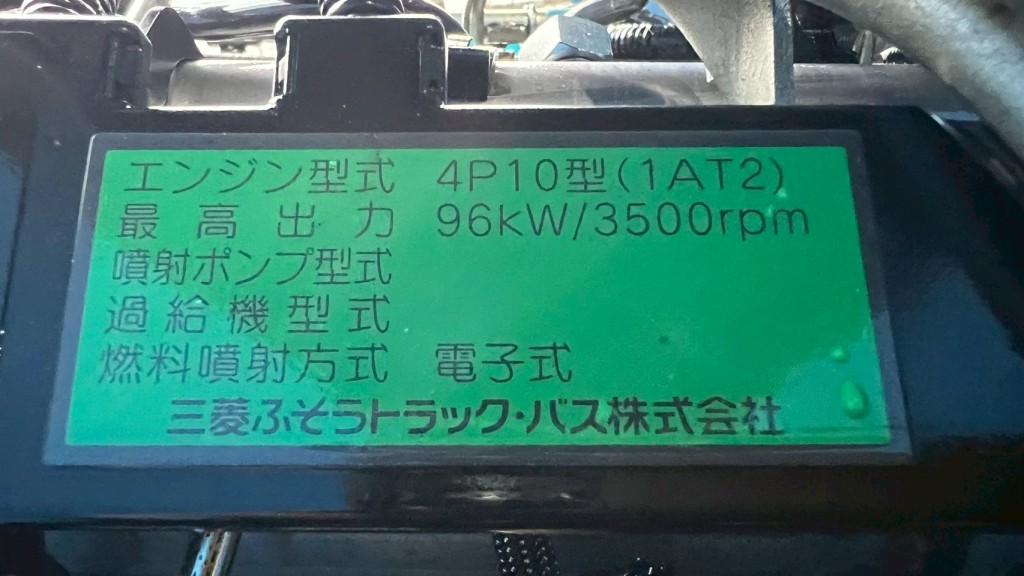 エンジン型式 4P10型(1AT2)
最高出力 96kW/3500rpm
噴射ポンプ型式
過給機型式
燃料噴射方式 電子式
三菱ふそうトラック・バス株式会社